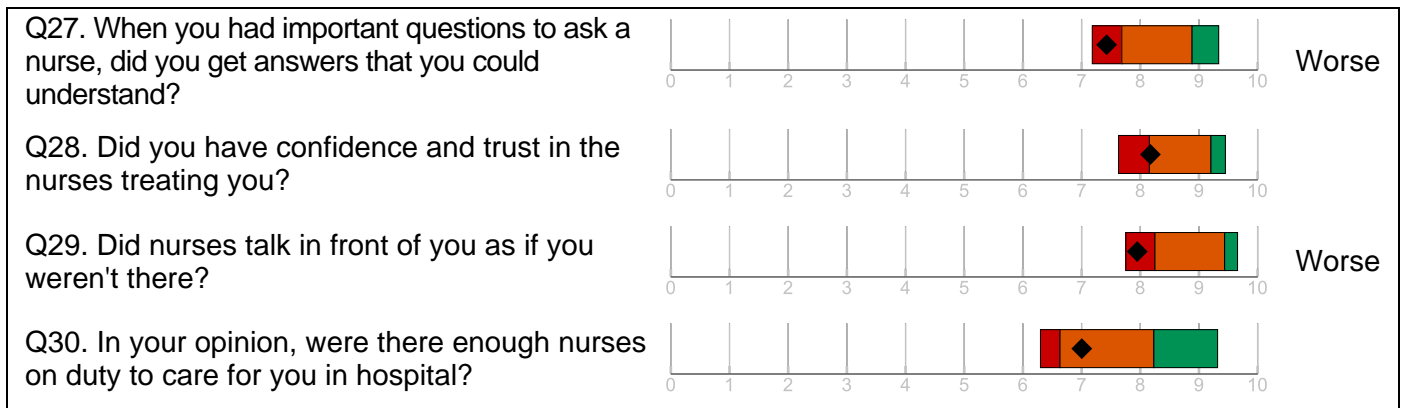 Q27. When you had important questions to ask a
nurse, did you get answers that you could
understand?
0 1 2 3 4 5 6 7 8 9 10
Worse
Q28. Did you have confidence and trust in the
nurses treating you?
0 1 2 3 4 5 6 7 8 9 10
Q29. Did nurses talk in front of you as if you
weren't there?
0 1 2 3 4 5 6 7 8 9 10
Worse
Q30. In your opinion, were there enough nurses
on duty to care for you in hospital?
0 1 2 3 4 5 6 7 8 9 10